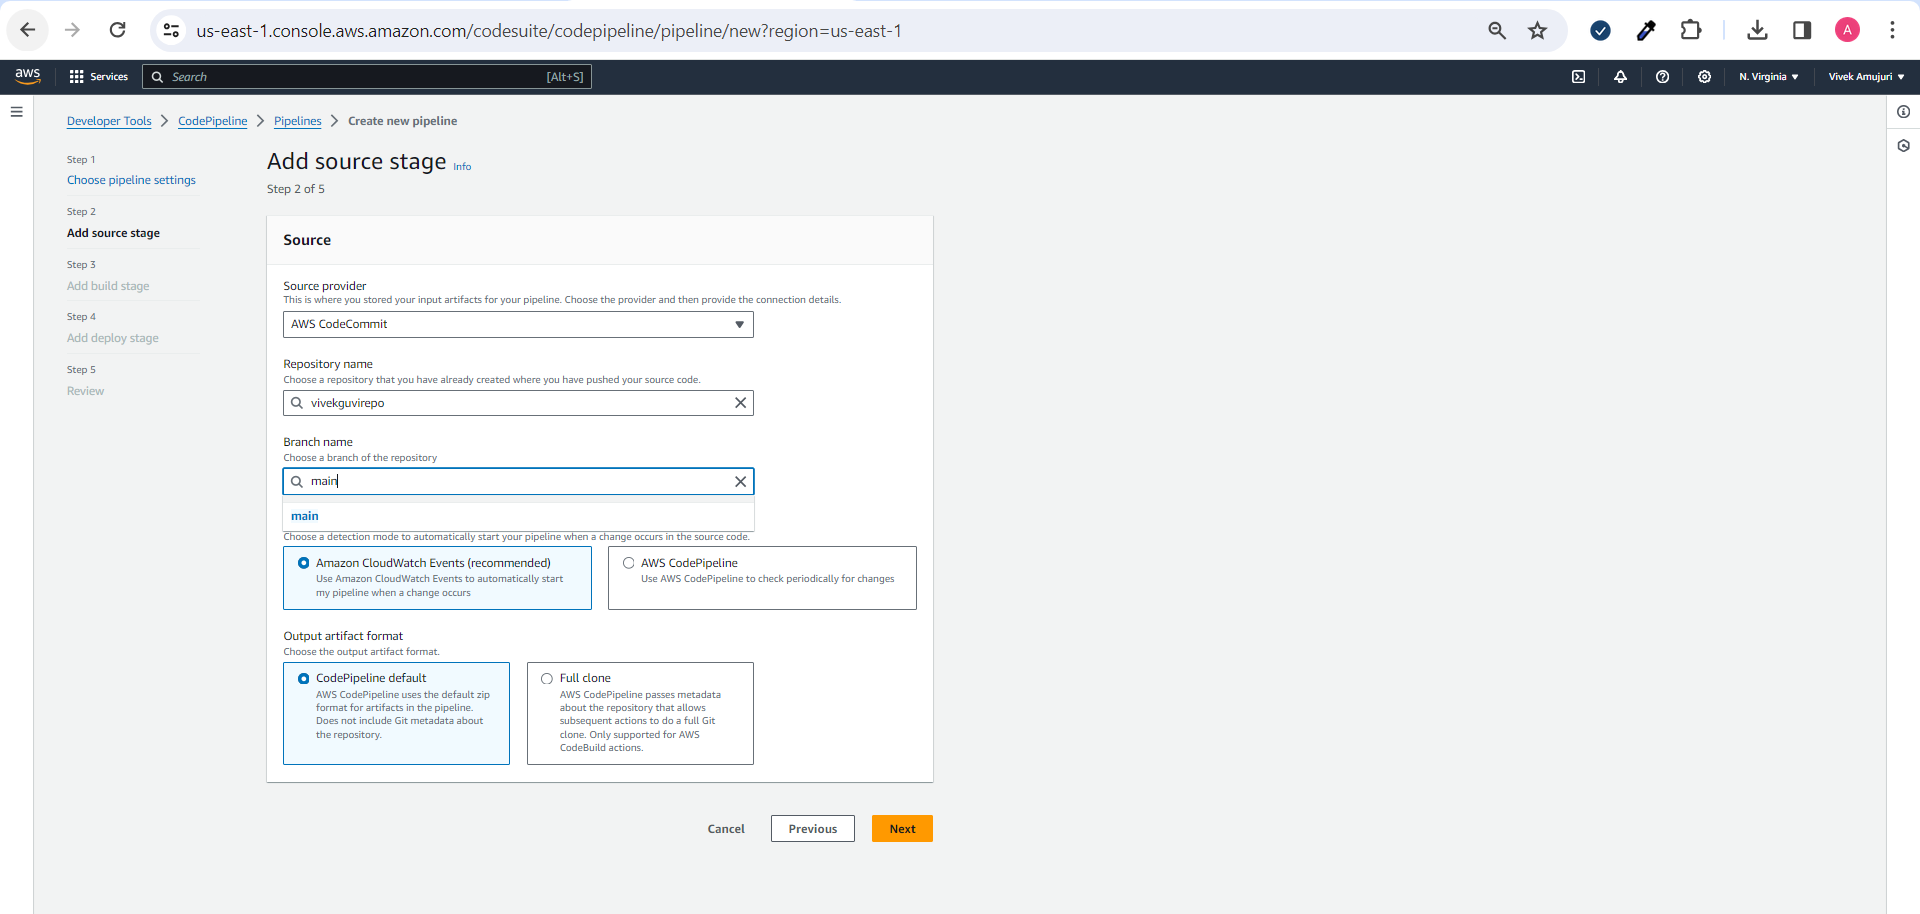 us-east-1.console.aws.amazon.com/codesuite/codepipeline/pipeline/new?region=us-east-1
A
aws
Services
Search
[Alt+S]
N. Virginia
Vivek Amujuri
Developer Tools
CodePipeline
Pipelines
Create new pipeline
Step 1
Choose pipeline settings
Step 2
Add source stage
Step 3
Add build stage
Step 4
Add deploy stage
Step 5
Review
Add source stage Info
Step 2 of 5
Source
Source provider
This is where you stored your input artifacts for your pipeline. Choose the provider and then provide the connection details.
AWS CodeCommit
Repository name
Choose a repository that you have already created where you have pushed your source code.
vivekguvirepo
Branch name
Choose a branch of the repository
main
main
Choose a detection mode to automatically start your pipeline when a change occurs in the source code.
Amazon CloudWatch Events (recommended)
Use Amazon CloudWatch Events to automatically start
my pipeline when a change occurs
AWS CodePipeline
Use AWS CodePipeline to check periodically for changes
Output artifact format
Choose the output artifact format.
CodePipeline default
AWS CodePipeline uses the default zip
format for artifacts in the pipeline.
Does not include Git metadata about
the repository.
Full clone
AWS CodePipeline passes metadata
about the repository that allows
subsequent actions to do a full Git
clone. Only supported for AWS
CodeBuild actions.
Cancel
Previous
Next